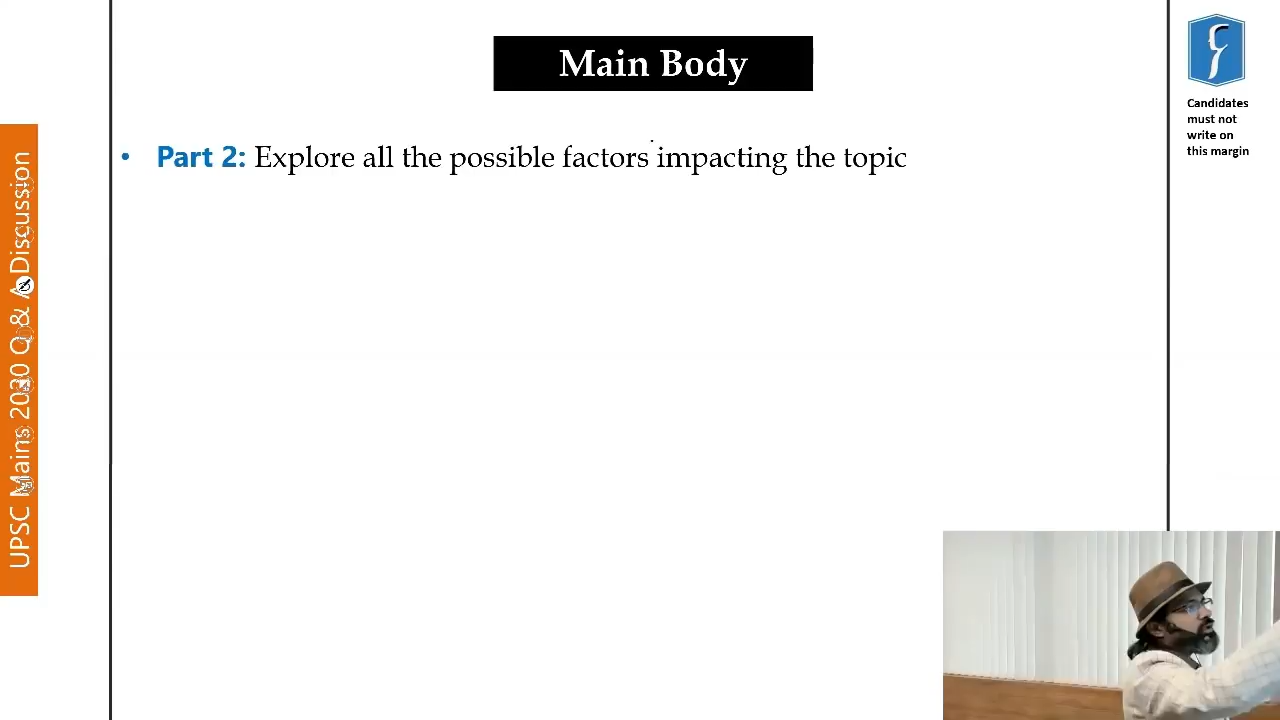 Main Body
• Part 2: Explore all the possible factors impacting the topic
Candidates
must not
write on
this margin
UPSC Mains 2020 Q & A Discussion